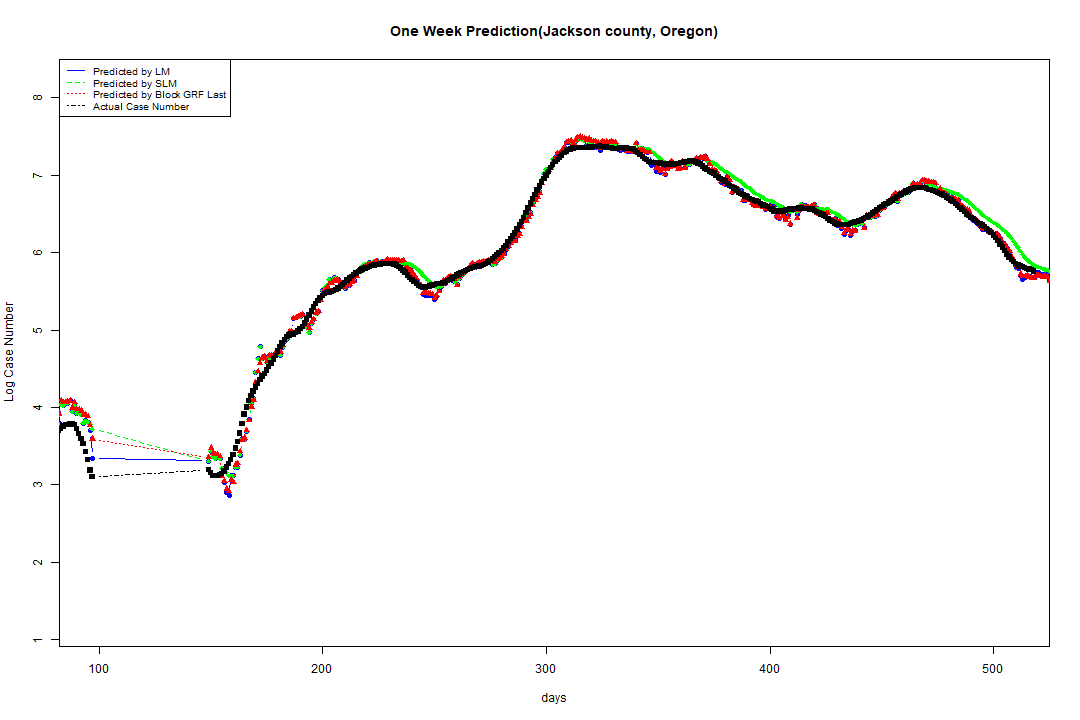 One Week Prediction(Jackson county, Oregon)
Predicted by LM
Predicted by SLM
Predicted by Block GRF Last
Actual Case Number
8
7
6
5
4
3
2
1
Log Case Number
100 200 300 400 500
days